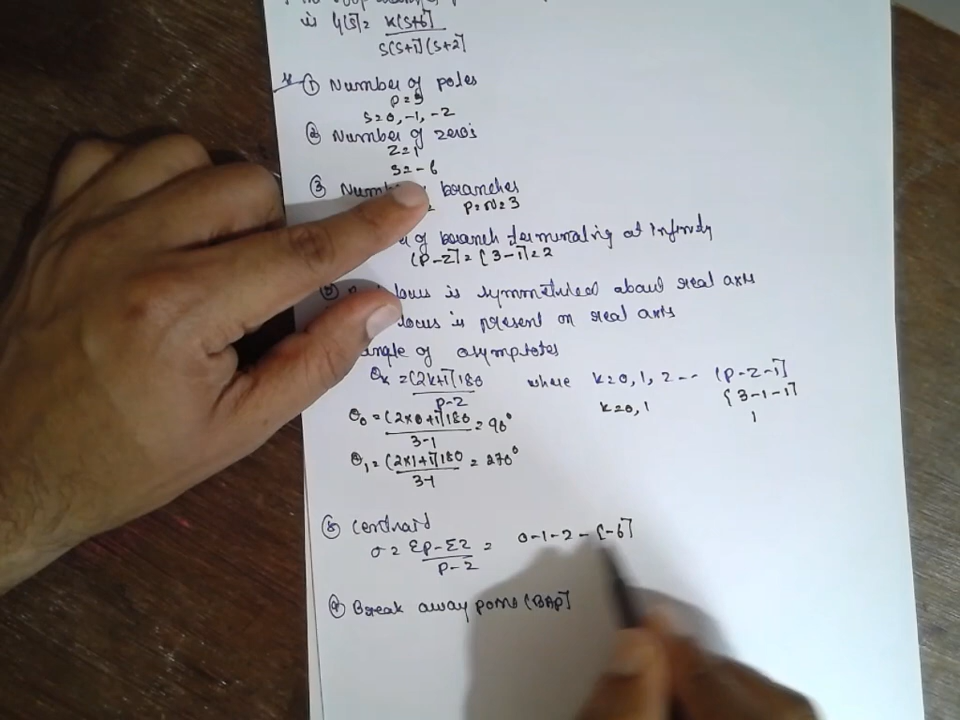 is G(s)= K(s+6)
s(s+1)(s+2)
① Number of poles
P=3
s=0, -1, -2
② Number of zeros
Z=1
s=-6
③ branches
P=N=3
of branch terminating at infinity
(P-Z)=(3-1)=2
is symmetrical about real axis
locus is present on real axis
angle of asymptotes
θk = (2k+1)180 where k=0, 1, 2 -- (P-Z-1)
P-Z
k=0, 1 (3-1-1)
θ0 = (2×0+1)180 = 90° 1
3-1
θ1 = (2×1+1)180 = 270°
3-1
⑧ Centroid
σ = Σp-Σz = 0-1-2-(-6)
P-Z
⑨ Break away point (BAP)